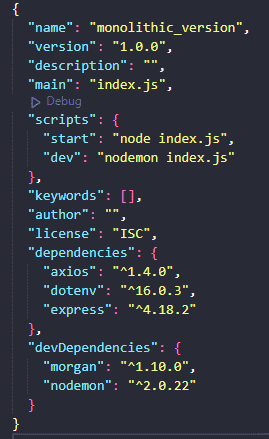 {
"name": "monolithic_version",
"version": "1.0.0",
"description": "",
"main": "index.js",
Debug
"scripts": {
"start": "node index.js",
"dev": "nodemon index.js"
},
"keywords": [],
"author": "",
"license": "ISC",
"dependencies": {
"axios": "^1.4.0",
"dotenv": "^16.0.3",
"express": "^4.18.2"
},
"devDependencies": {
"morgan": "^1.10.0",
"nodemon": "^2.0.22"
}
}